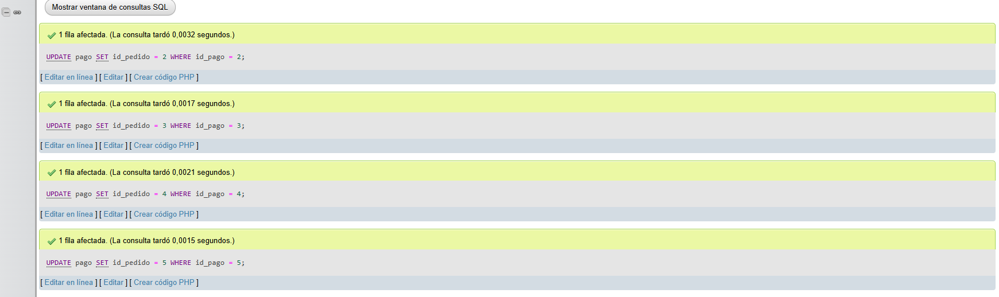 Mostrar ventana de consultas SQL
1 fila afectada. (La consulta tardó 0,0032 segundos.)
UPDATE pago SET id_pedido = 2 WHERE id_pago = 2;
[ Editar en línea ] [ Editar ] [ Crear código PHP ]
1 fila afectada. (La consulta tardó 0,0017 segundos.)
UPDATE pago SET id_pedido = 3 WHERE id_pago = 3;
[ Editar en línea ] [ Editar ] [ Crear código PHP ]
1 fila afectada. (La consulta tardó 0,0021 segundos.)
UPDATE pago SET id_pedido = 4 WHERE id_pago = 4;
[ Editar en línea ] [ Editar ] [ Crear código PHP ]
1 fila afectada. (La consulta tardó 0,0015 segundos.)
UPDATE pago SET id_pedido = 5 WHERE id_pago = 5;
[ Editar en línea ] [ Editar ] [ Crear código PHP ]